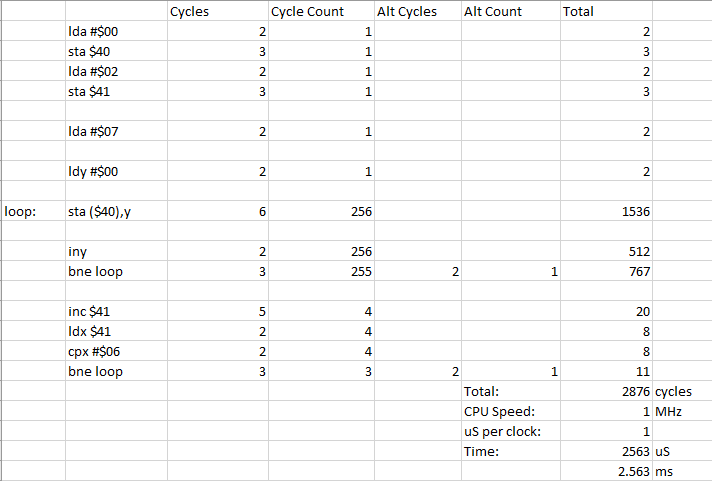 Cycles Cycle Count Alt Cycles Alt Count Total
lda #$00 2 1 2
sta $40 3 1 3
lda #$02 2 1 2
sta $41 3 1 3
lda #$07 2 1 2
ldy #$00 2 1 2
loop: sta ($40),y 6 256 1536
iny 2 256 512
bne loop 3 255 2 1 767
inc $41 5 4 20
ldx $41 2 4 8
cpx #$06 2 4 8
bne loop 3 3 2 1 11
Total: 2876 cycles
CPU Speed: 1 MHz
uS per clock: 1
Time: 2563 uS
2.563 ms